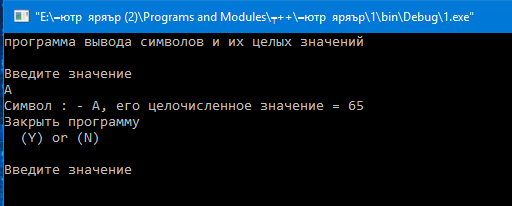 "E:\━ютр яряър (2)\Programs and Modules\┬++\━ютр яряър\1\bin\Debug\1.exe"
программа вывода символов и их целых значений
Введите значение
A
Символ : - A, его целочисленное значение = 65
Закрыть программу
(Y) or (N)
Введите значение